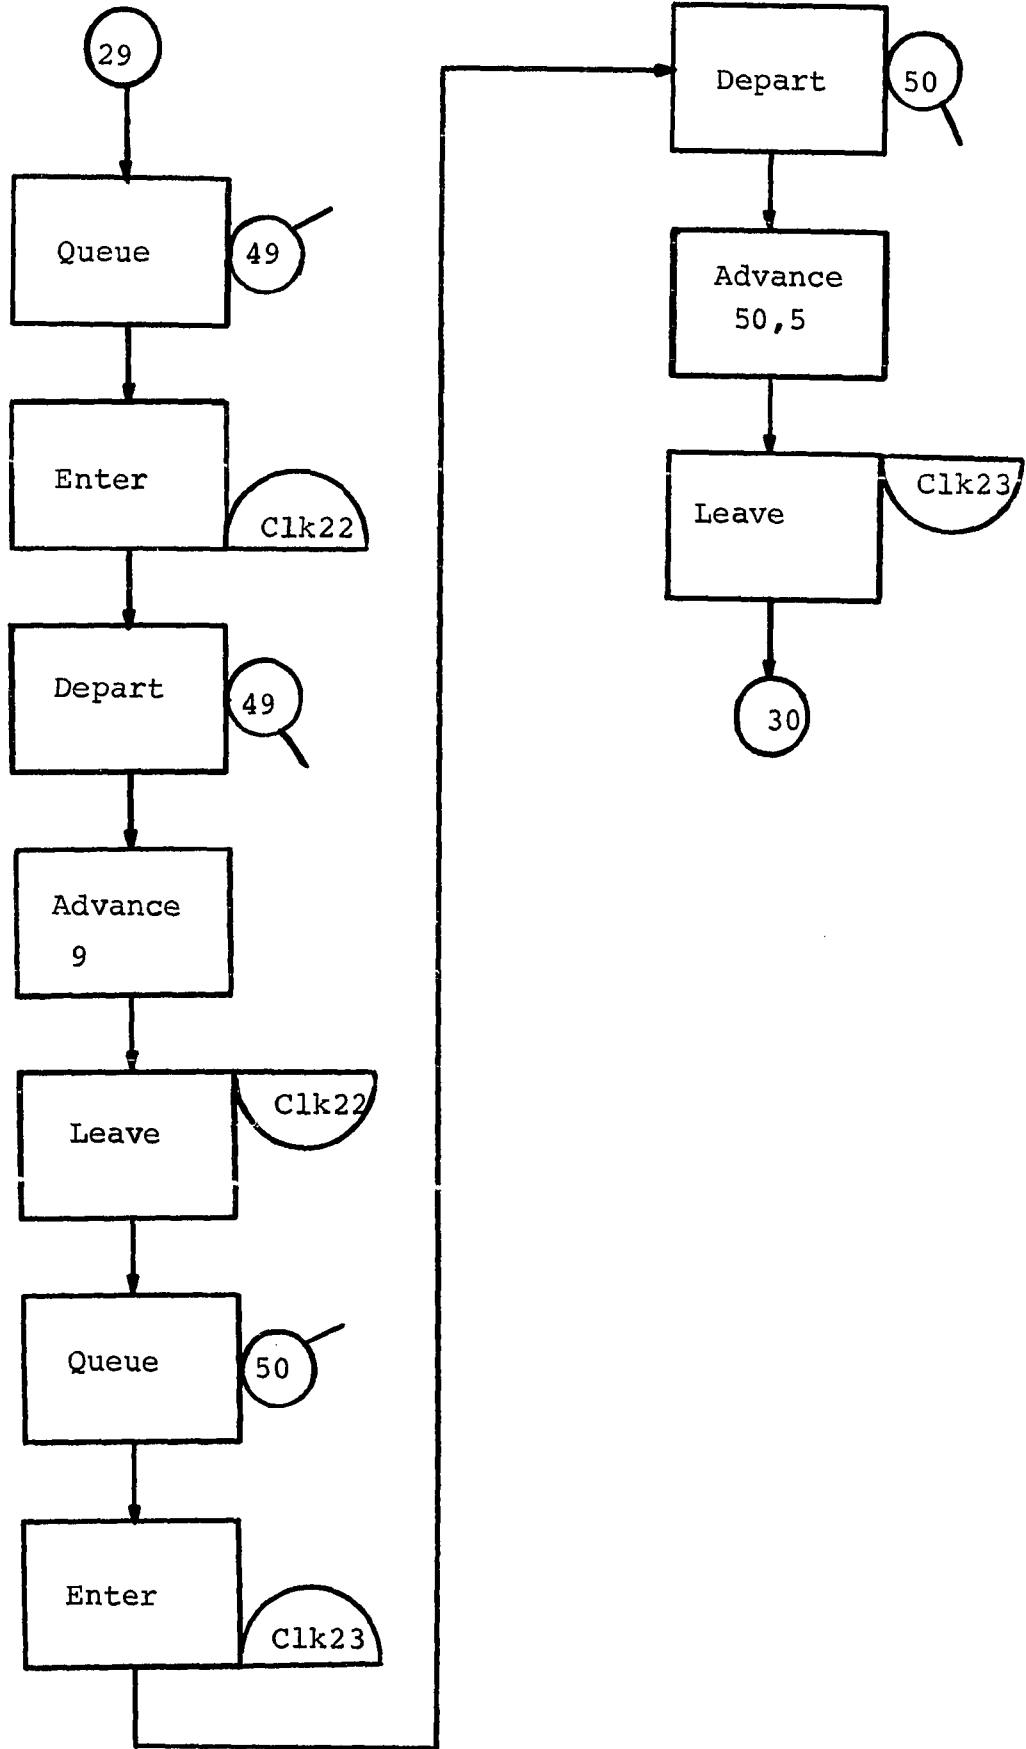 29
Queue
49
Enter
Clk22
Depart
49
Advance
9
Leave
Clk22
Queue
50
Enter
Clk23
Depart
50
Advance
50,5
Leave
Clk23
30